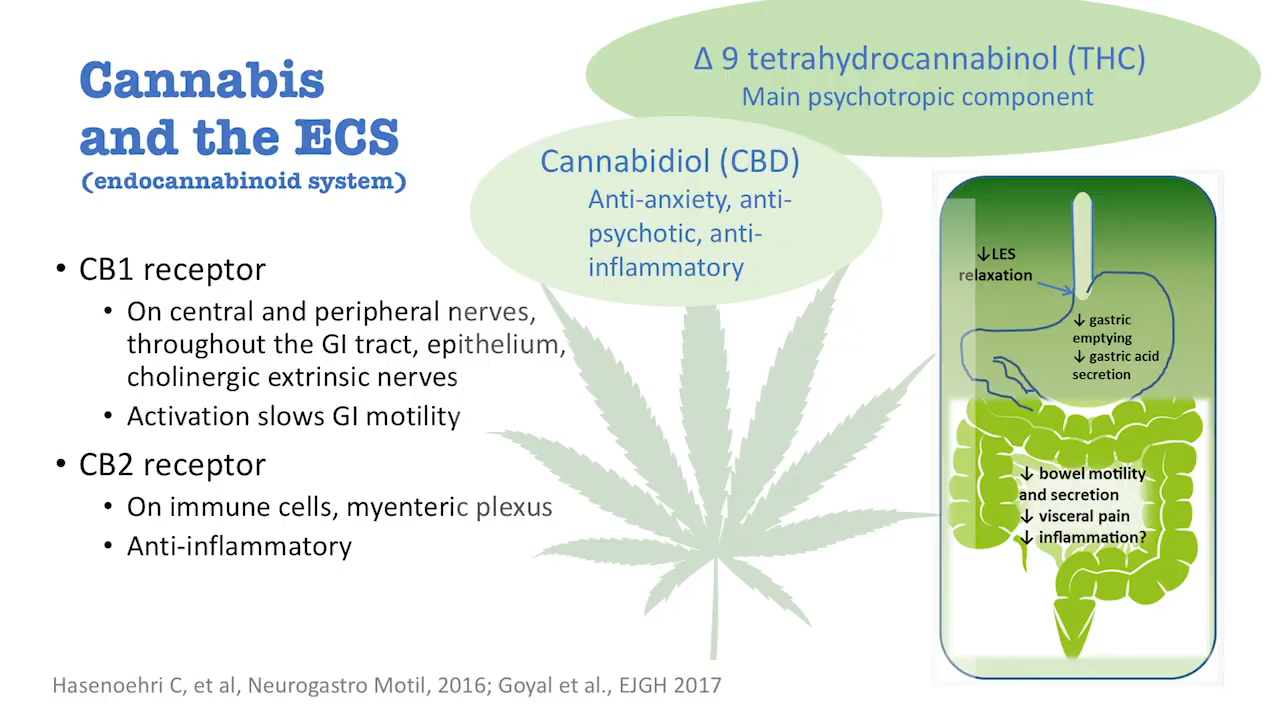 Cannabis
and the ECS
(endocannabinoid system)
Δ 9 tetrahydrocannabinol (THC)
Main psychotropic component
Cannabidiol (CBD)
Anti-anxiety, anti-
psychotic, anti-
inflammatory
• CB1 receptor
• On central and peripheral nerves,
throughout the GI tract, epithelium,
cholinergic extrinsic nerves
• Activation slows GI motility
• CB2 receptor
• On immune cells, myenteric plexus
• Anti-inflammatory
↓LES
relaxation
↓ gastric
emptying
↓ gastric acid
secretion
↓ bowel motility
and secretion
↓ visceral pain
↓ inflammation?
Hasenoehri C, et al, Neurogastro Motil, 2016; Goyal et al., EJGH 2017